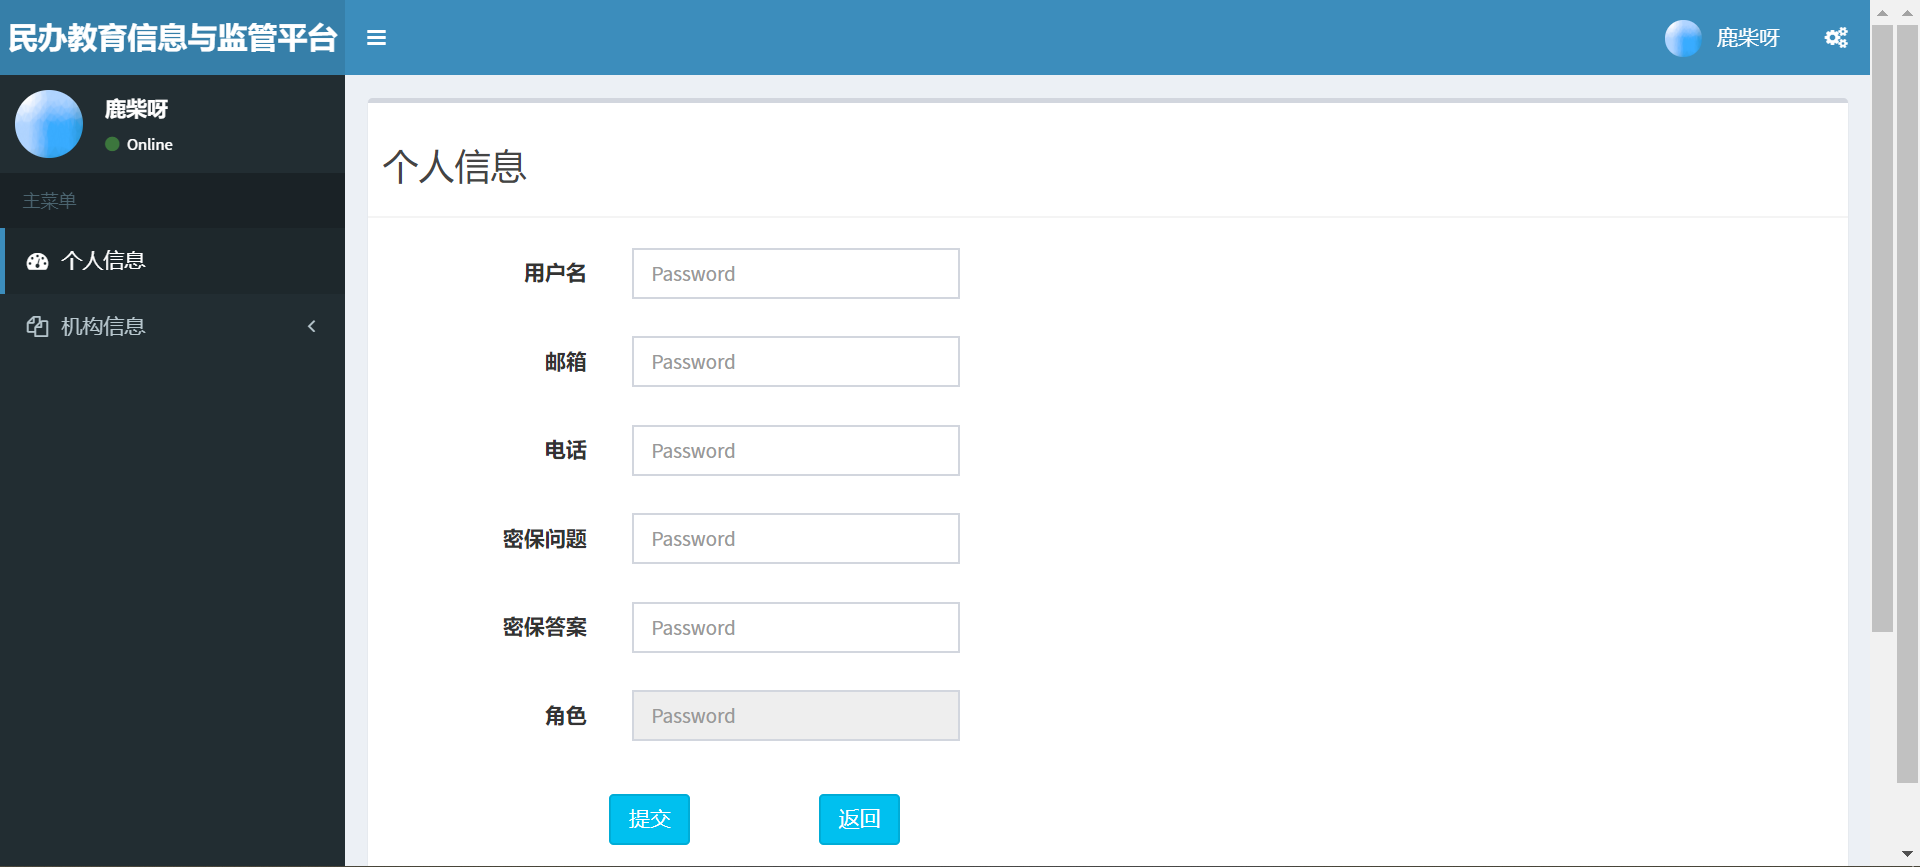 民办教育信息与监管平台
鹿柴呀
鹿柴呀
Online
主菜单
个人信息
机构信息
个人信息
用户名 Password
邮箱 Password
电话 Password
密保问题 Password
密保答案 Password
角色 Password
提交 返回